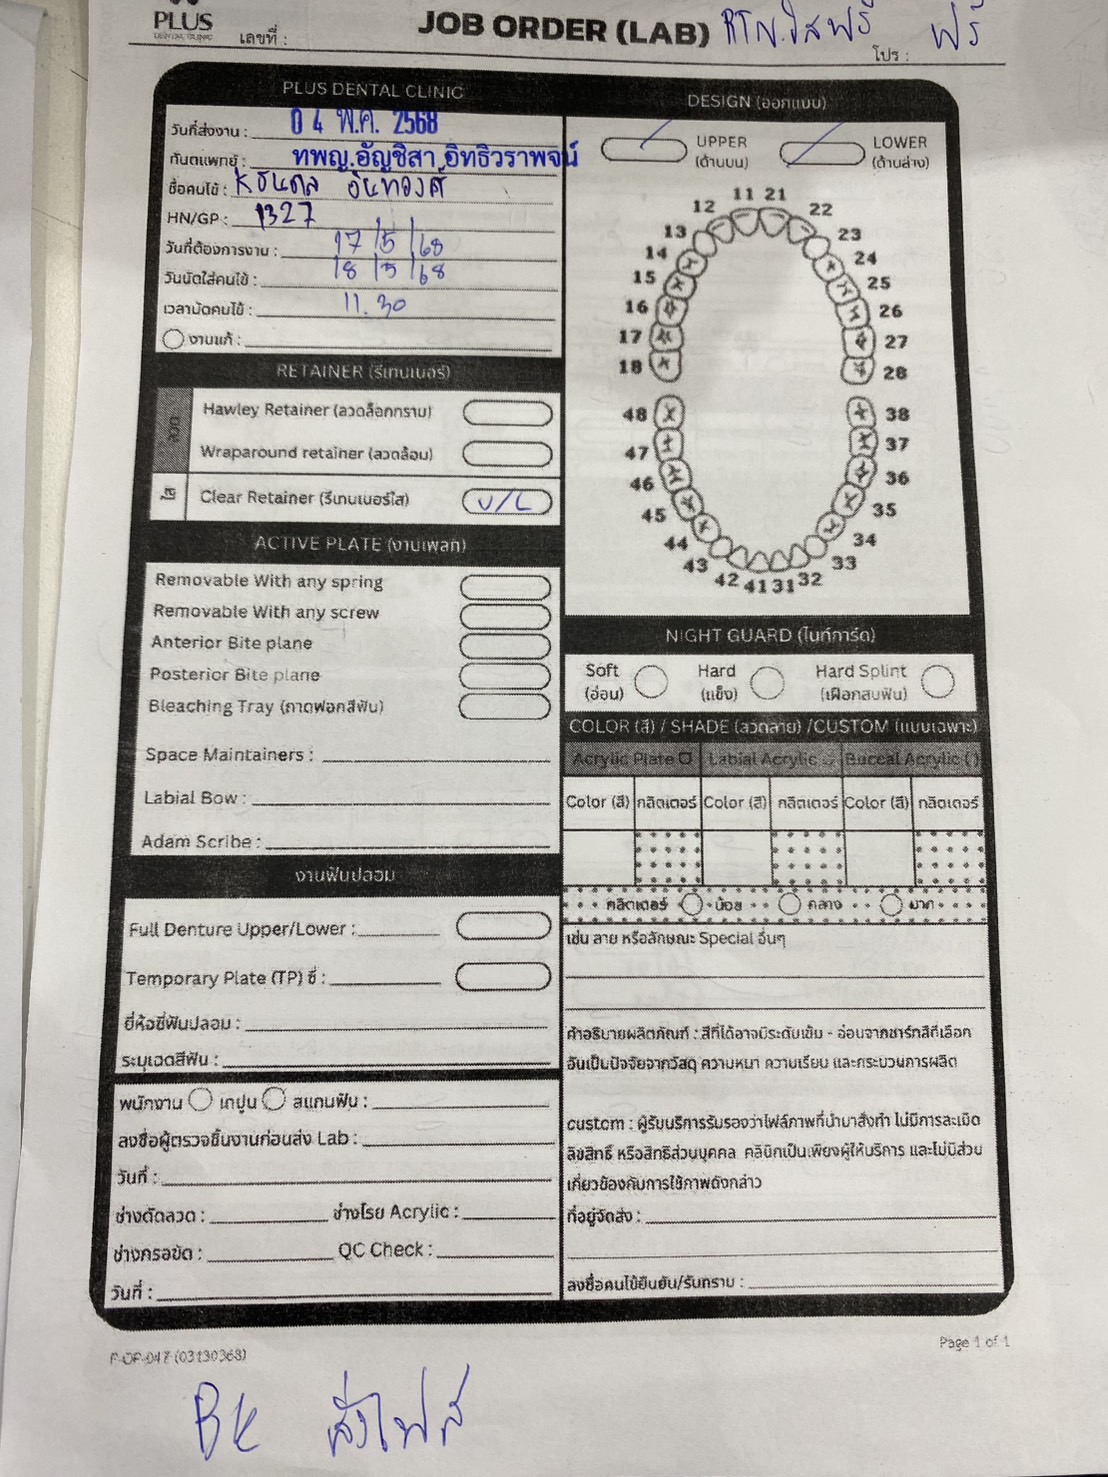 PLUS
DENTAL CLINIC
เลขที่ :
JOB ORDER (LAB) RTN.ใสฟรี
โปร : ฟรี
PLUS DENTAL CLINIC
วันที่ส่งงาน : 0 4 พ.ค. 2568
ทันตแพทย์ : ทพญ.อัญชิสา อิทธิวราพจน์
ชื่อคนไข้ :
HN/GP : 1327
วันที่ต้องการงาน : 17/5/68
วันนัดใส่คนไข้ : 18/5/68
เวลานัดคนไข้ : 11.30
งานแก้ :
RETAINER (รีเทนเนอร์)
ลวด
Hawley Retainer (ลวดล็อกกราม)
Wraparound retainer (ลวดล้อม)
ใส
Clear Retainer (รีเทนเนอร์ใส) U/L
ACTIVE PLATE (งานเพลท)
Removable With any spring
Removable With any screw
Anterior Bite plane
Posterior Bite plane
Bleaching Tray (ถาดฟอกสีฟัน)
Space Maintainers :
Labial Bow :
Adam Scribe :
งานฟันปลอม
Full Denture Upper/Lower :
Temporary Plate (TP) ซี่ :
ยี่ห้อซี่ฟันปลอม :
ระบุเฉดสีฟัน :
พนักงาน เทปูน สแกนฟัน :
ลงชื่อผู้ตรวจชิ้นงานก่อนส่ง Lab :
วันที่ :
ช่างดัดลวด : ช่างโรย Acrylic :
ช่างกรอขัด : QC Check :
วันที่ :
DESIGN (ออกแบบ)
UPPER (ด้านบน)
LOWER (ด้านล่าง)
11 21
12 22
13 23
14 24
15 25
16 26
17 27
18 28
48 38
47 37
46 36
45 35
44 34
43 33
42 41 31 32
NIGHT GUARD (ไนท์การ์ด)
Soft (อ่อน)
Hard (แข็ง)
Hard Splint (เฝือกสบฟัน)
COLOR (สี) / SHADE (ลวดลาย) /CUSTOM (แบบเฉพาะ)
Acrylic Plate Labial Acrylic Buccal Acrylic ( )
Color (สี) กลิตเตอร์ Color (สี) กลิตเตอร์ Color (สี) กลิตเตอร์
กลิตเตอร์ น้อย กลาง มาก
เช่น ลาย หรือลักษณะ Special อื่นๆ
คำอธิบายผลิตภัณฑ์ : สีที่ได้อาจมีระดับเข้ม - อ่อนจากชาร์ทสีที่เลือก
อันเป็นปัจจัยจากวัสดุ ความหนา ความเรียบ และกระบวนการผลิต
custom : ผู้รับบริการรับรองว่าไฟล์ภาพที่นำมาสั่งทำ ไม่มีการละเมิด
ลิขสิทธิ์ หรือสิทธิส่วนบุคคล คลินิกเป็นเพียงผู้ให้บริการ และไม่มีส่วน
เกี่ยวข้องกับการใช้ภาพดังกล่าว
ที่อยู่จัดส่ง :
ลงชื่อคนไข้ยืนยัน/รับทราบ :
F-OP-047 (03130368)
Page 1 of 1
BK ส่งไฟล์